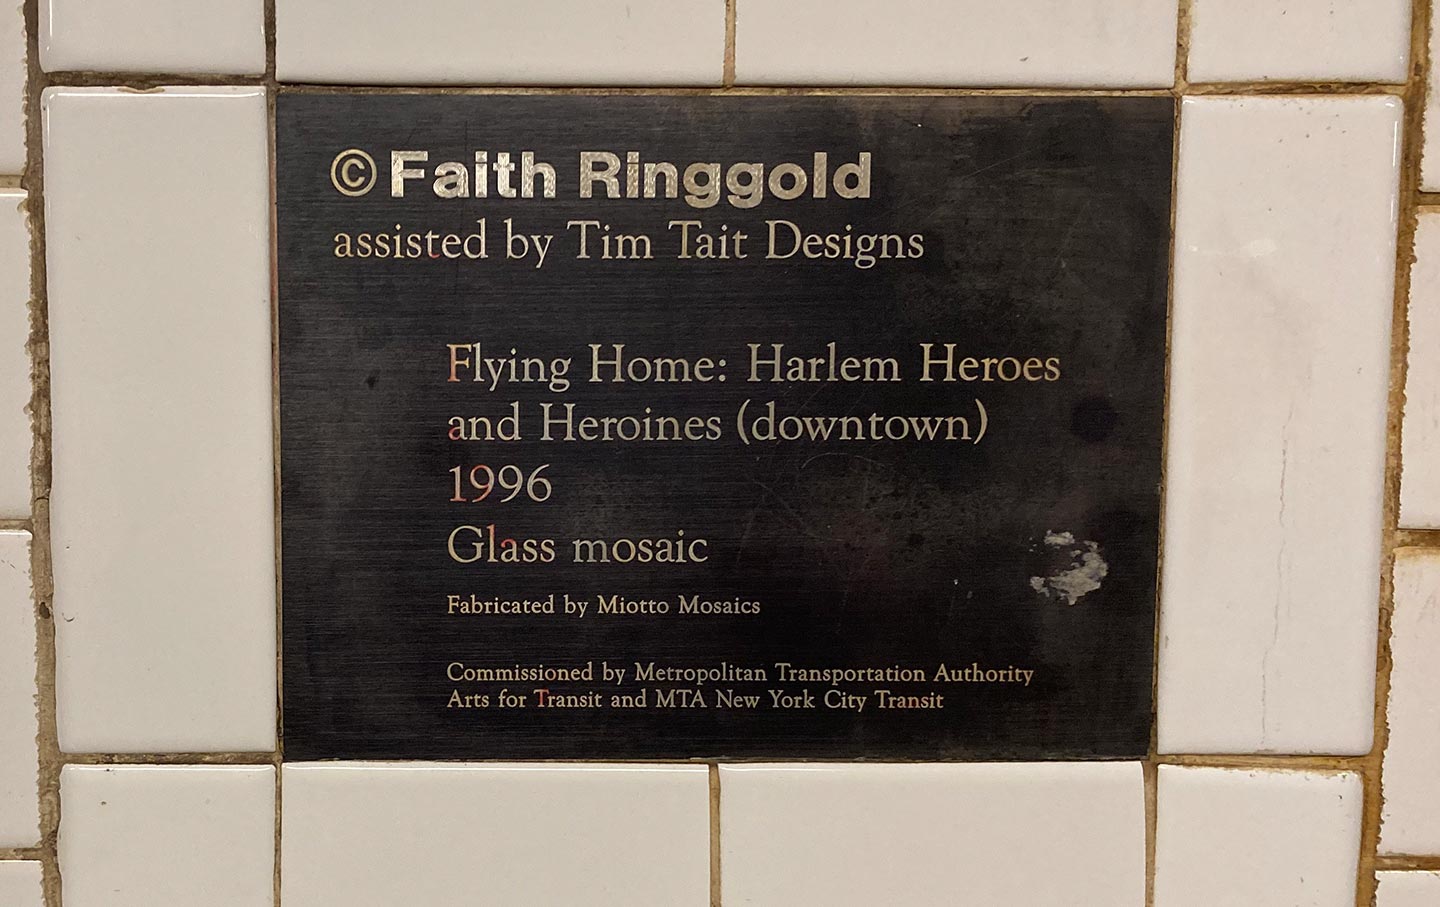 © Faith Ringgold
assisted by Tim Tait Designs
Flying Home: Harlem Heroes
and Heroines (downtown)
1996
Glass mosaic
Fabricated by Miotto Mosaics
Commissioned by Metropolitan Transportation Authority
Arts for Transit and MTA New York City Transit